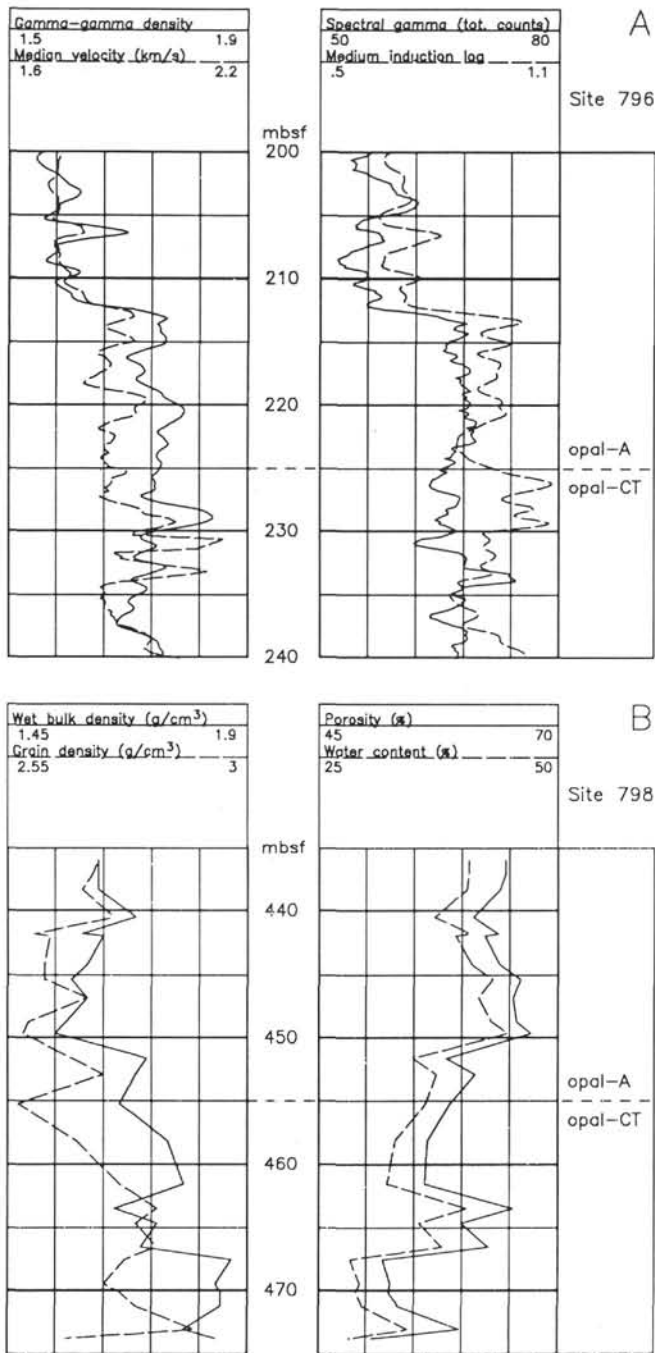 A
Gamma-gamma density
1.5 1.9
Median velocity (km/s)
1.6 2.2
Spectral gamma (tot. counts)
50 80
Medium induction log
.5 1.1
Site 796
mbsf
200
210
220
opal-A
opal-CT
230
240
B
Wet bulk density (g/cm³)
1.45 1.9
Grain density (g/cm³)
2.55 3
Porosity (%)
45 70
Water content (%)
25 50
Site 798
mbsf
440
450
opal-A
opal-CT
460
470